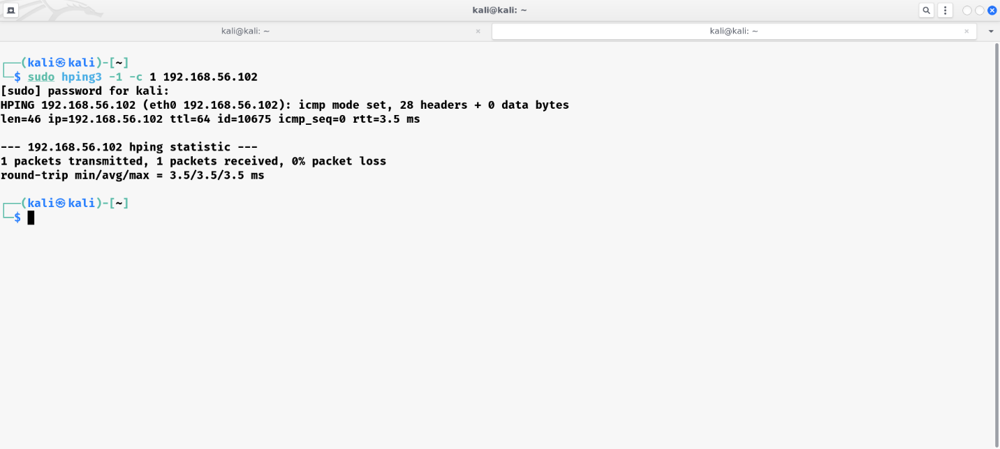 kali@kali: ~
kali@kali: ~
kali@kali: ~
┌──(kali㉿kali)-[~]
└─$ sudo hping3 -1 -c 1 192.168.56.102
[sudo] password for kali:
HPING 192.168.56.102 (eth0 192.168.56.102): icmp mode set, 28 headers + 0 data bytes
len=46 ip=192.168.56.102 ttl=64 id=10675 icmp_seq=0 rtt=3.5 ms
--- 192.168.56.102 hping statistic ---
1 packets transmitted, 1 packets received, 0% packet loss
round-trip min/avg/max = 3.5/3.5/3.5 ms
┌──(kali㉿kali)-[~]
└─$